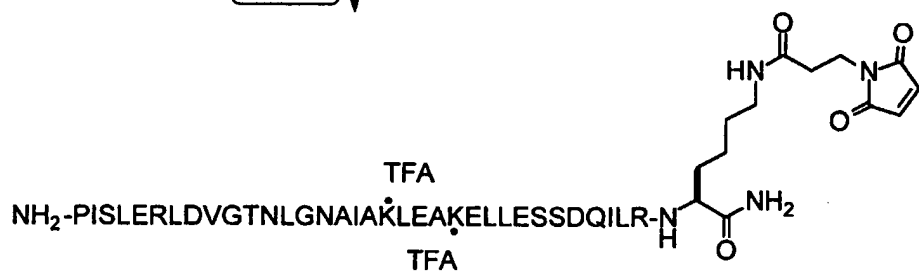 O
O
HN N
O
TFA
NH₂-PISLERLDVGTNLGNAIAKLEAKELLESSDQILR-N NH₂
H
O
TFA